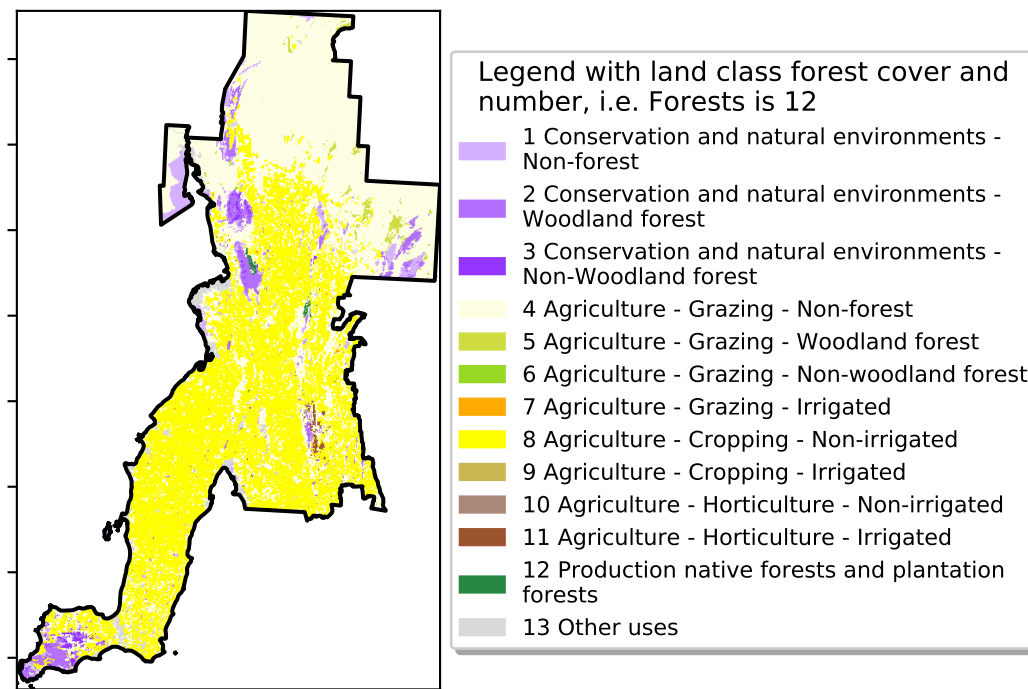 Legend with land class forest cover and
number, i.e. Forests is 12
1 Conservation and natural environments -
Non-forest
2 Conservation and natural environments -
Woodland forest
3 Conservation and natural environments -
Non-Woodland forest
4 Agriculture - Grazing - Non-forest
5 Agriculture - Grazing - Woodland forest
6 Agriculture - Grazing - Non-woodland forest
7 Agriculture - Grazing - Irrigated
8 Agriculture - Cropping - Non-irrigated
9 Agriculture - Cropping - Irrigated
10 Agriculture - Horticulture - Non-irrigated
11 Agriculture - Horticulture - Irrigated
12 Production native forests and plantation
forests
13 Other uses